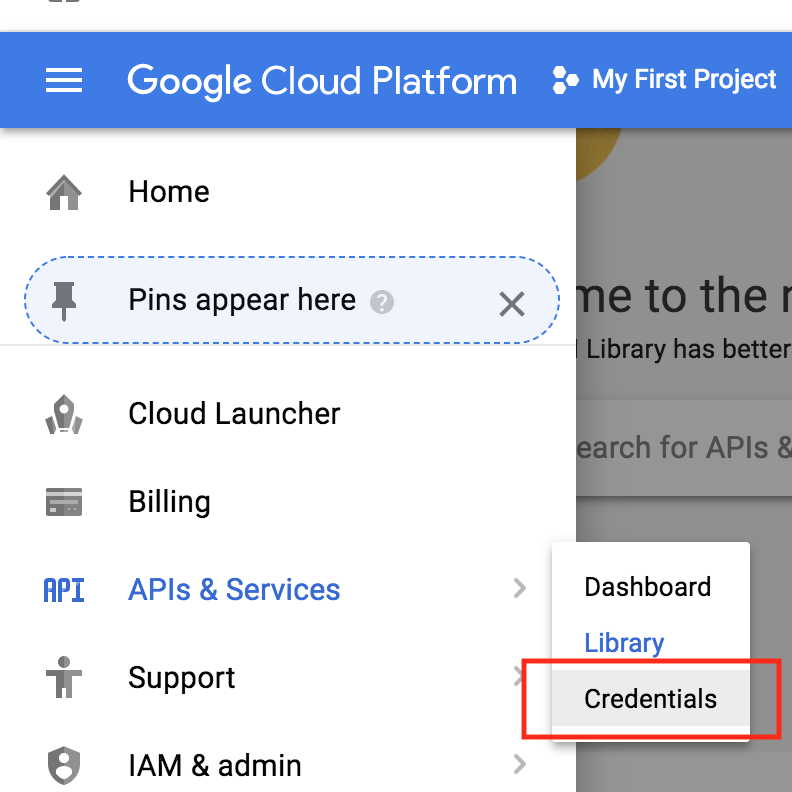 Google Cloud Platform My First Project
Home
Pins appear here ?
me to the
Library has better
Cloud Launcher
earch for APIs &
Billing
API APIs & Services
Dashboard
Library
Support
Credentials
IAM & admin